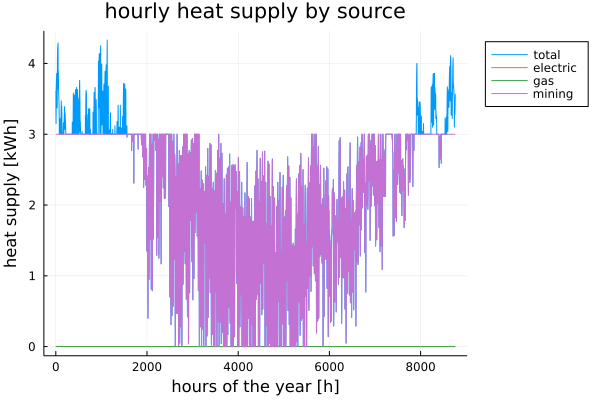 hourly heat supply by source
heat supply [kWh]
4
3
2
1
0
0 2000 4000 6000 8000
hours of the year [h]
total
electric
gas
mining